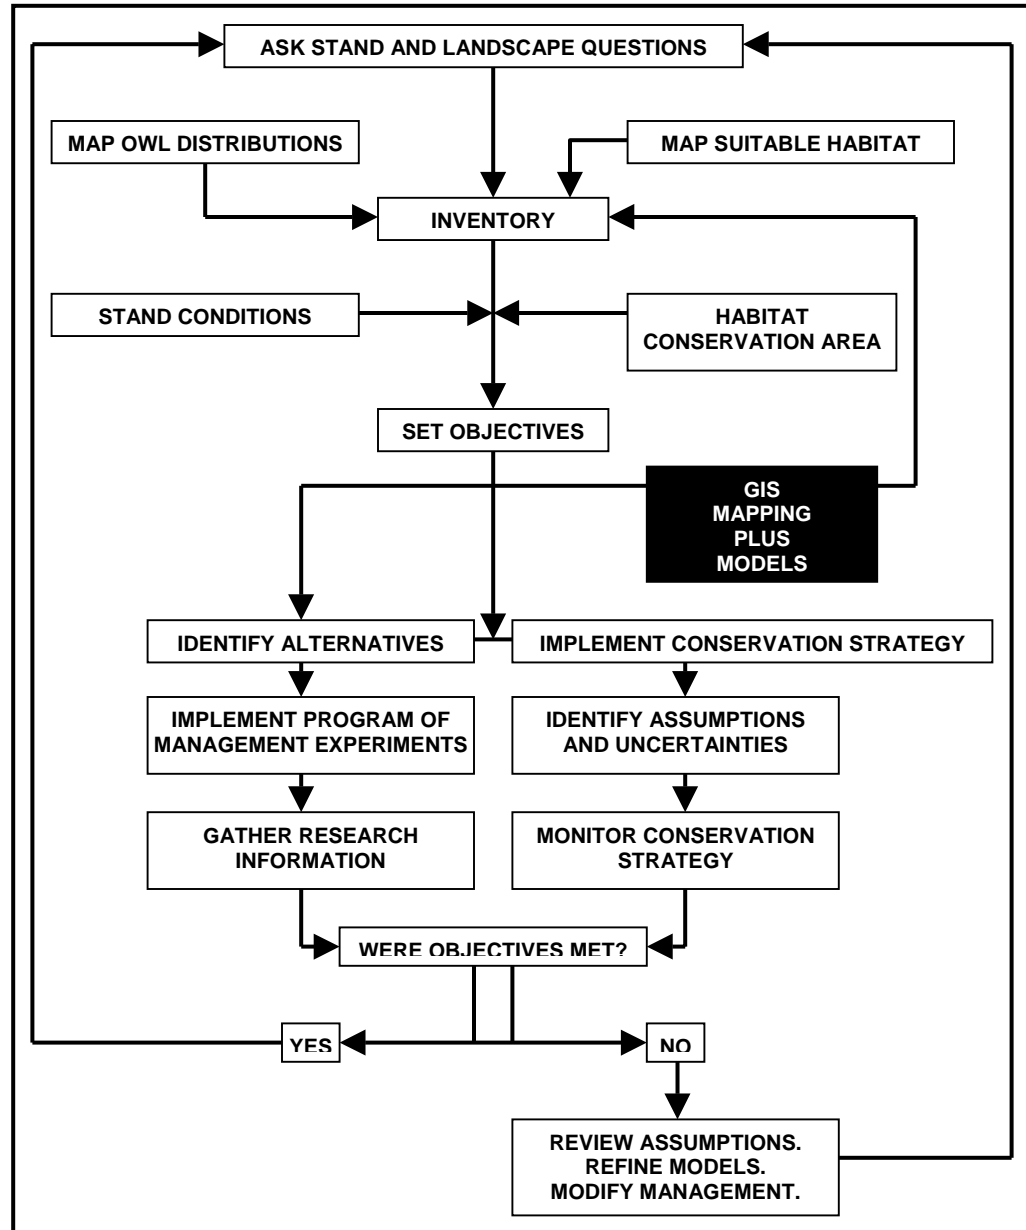 ASK STAND AND LANDSCAPE QUESTIONS
MAP OWL DISTRIBUTIONS
MAP SUITABLE HABITAT
INVENTORY
STAND CONDITIONS
HABITAT
CONSERVATION AREA
SET OBJECTIVES
GIS
MAPPING
PLUS
MODELS
IDENTIFY ALTERNATIVES
IMPLEMENT CONSERVATION STRATEGY
IMPLEMENT PROGRAM OF
MANAGEMENT EXPERIMENTS
IDENTIFY ASSUMPTIONS
AND UNCERTAINTIES
GATHER RESEARCH
INFORMATION
MONITOR CONSERVATION
STRATEGY
WERE OBJECTIVES MET?
YES
NO
REVIEW ASSUMPTIONS.
REFINE MODELS.
MODIFY MANAGEMENT.